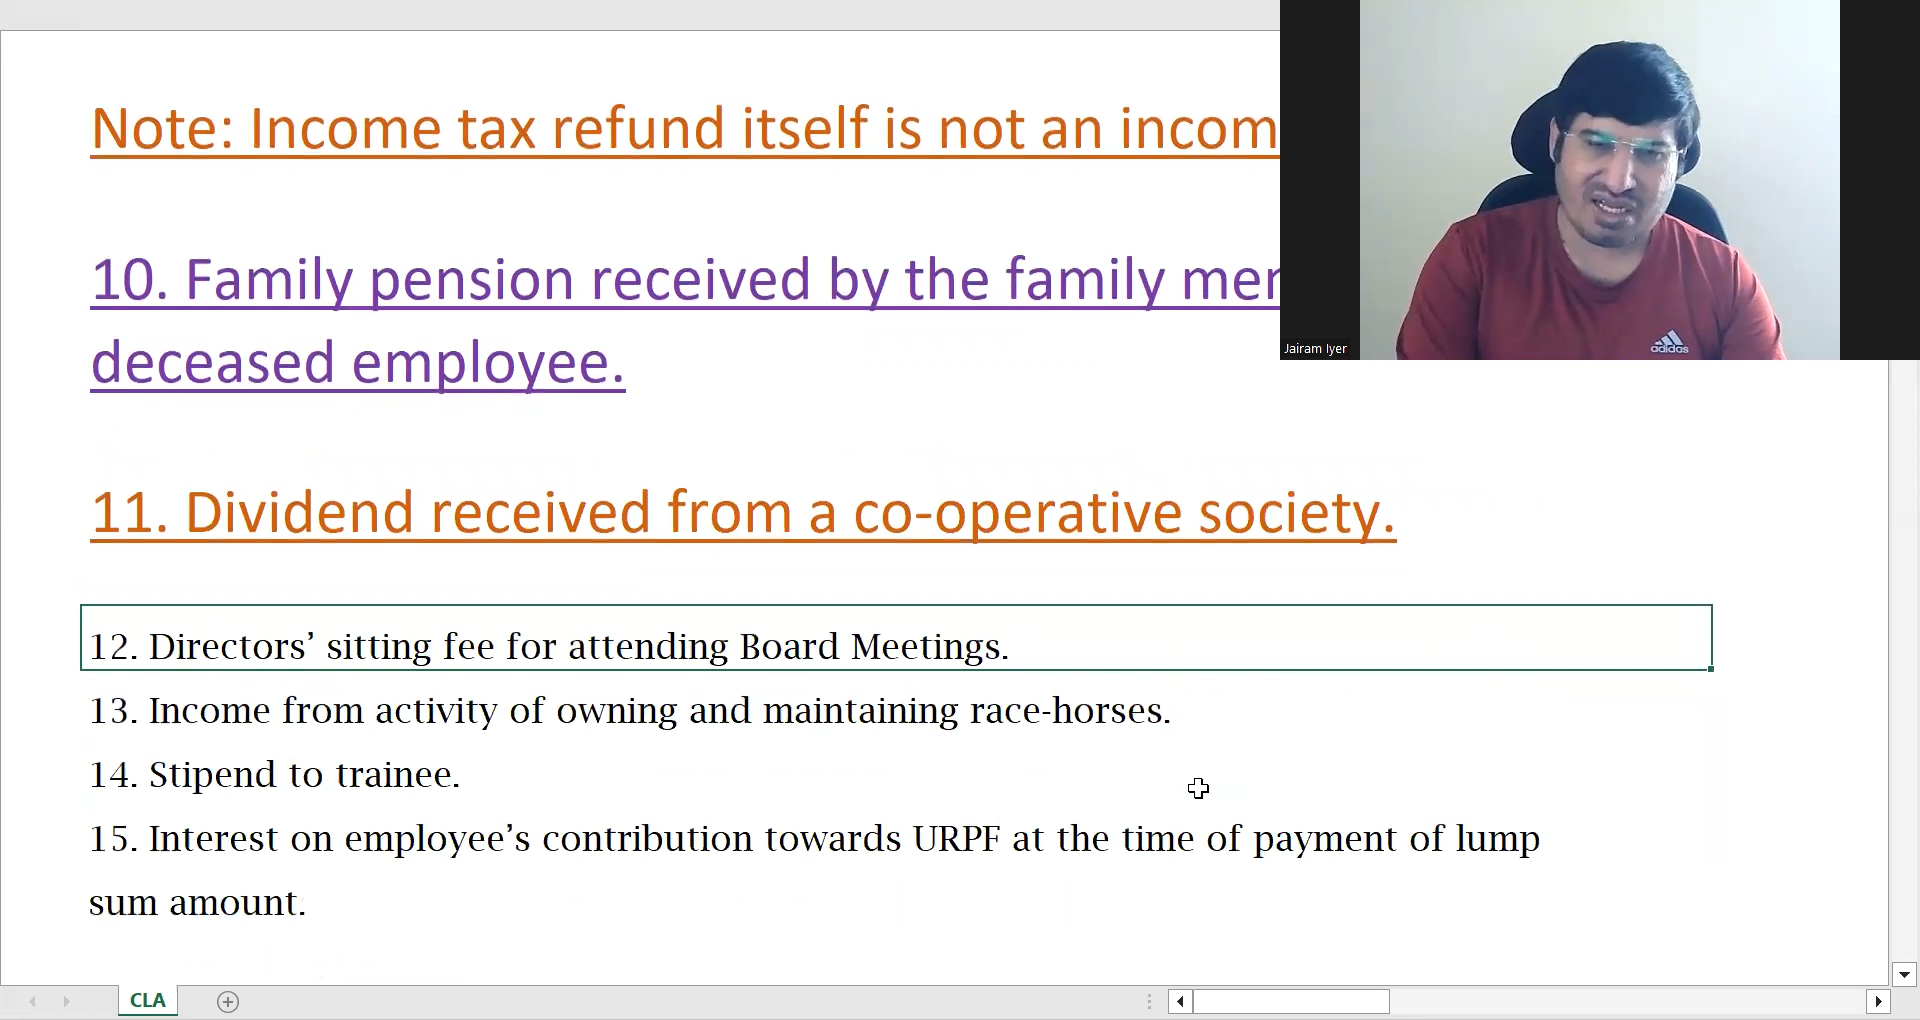 Note: Income tax refund itself is not an incom
10. Family pension received by the family mer
deceased employee.
11. Dividend received from a co-operative society.
12. Directors’ sitting fee for attending Board Meetings.
13. Income from activity of owning and maintaining race-horses.
14. Stipend to trainee.
15. Interest on employee’s contribution towards URPF at the time of payment of lump
sum amount.
adidas
Jairam Iyer
CLA